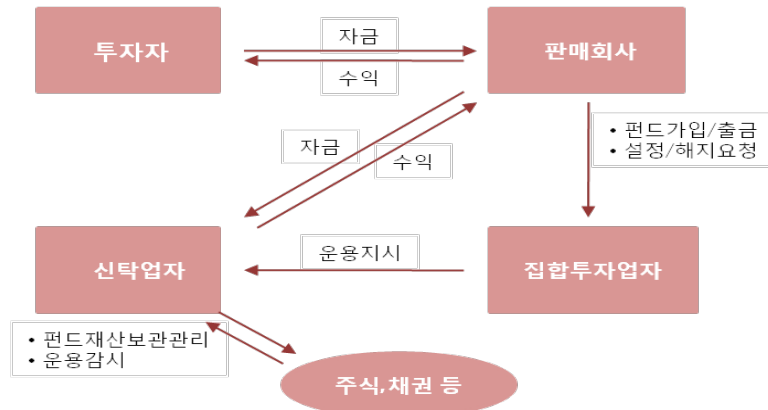 투자자
자금
수익
판매회사
자금
수익
• 펀드가입/출금
• 설정/해지요청
신탁업자
운용지시
집합투자업자
• 펀드재산보관관리
• 운용감시
주식,채권 등